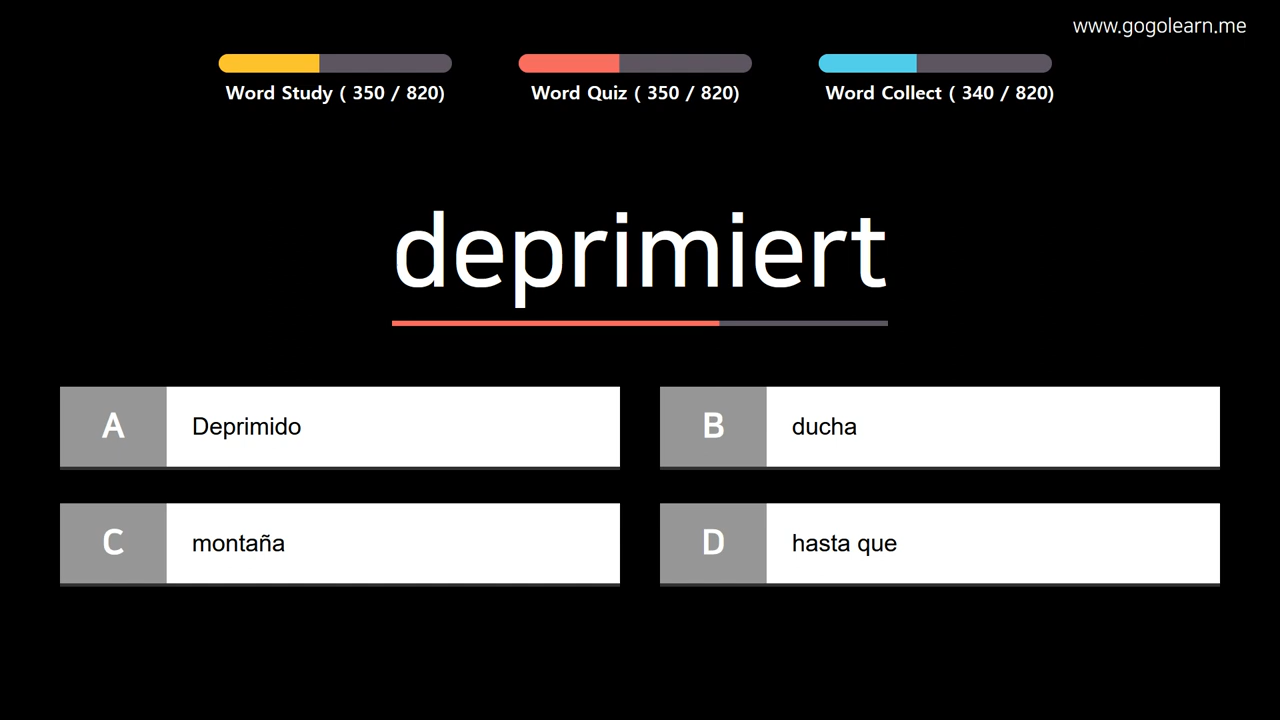 www.gogolearn.me
Word Study ( 350 / 820)
Word Quiz ( 350 / 820)
Word Collect ( 340 / 820)
deprimiert
A Deprimido
B ducha
C montaña
D hasta que